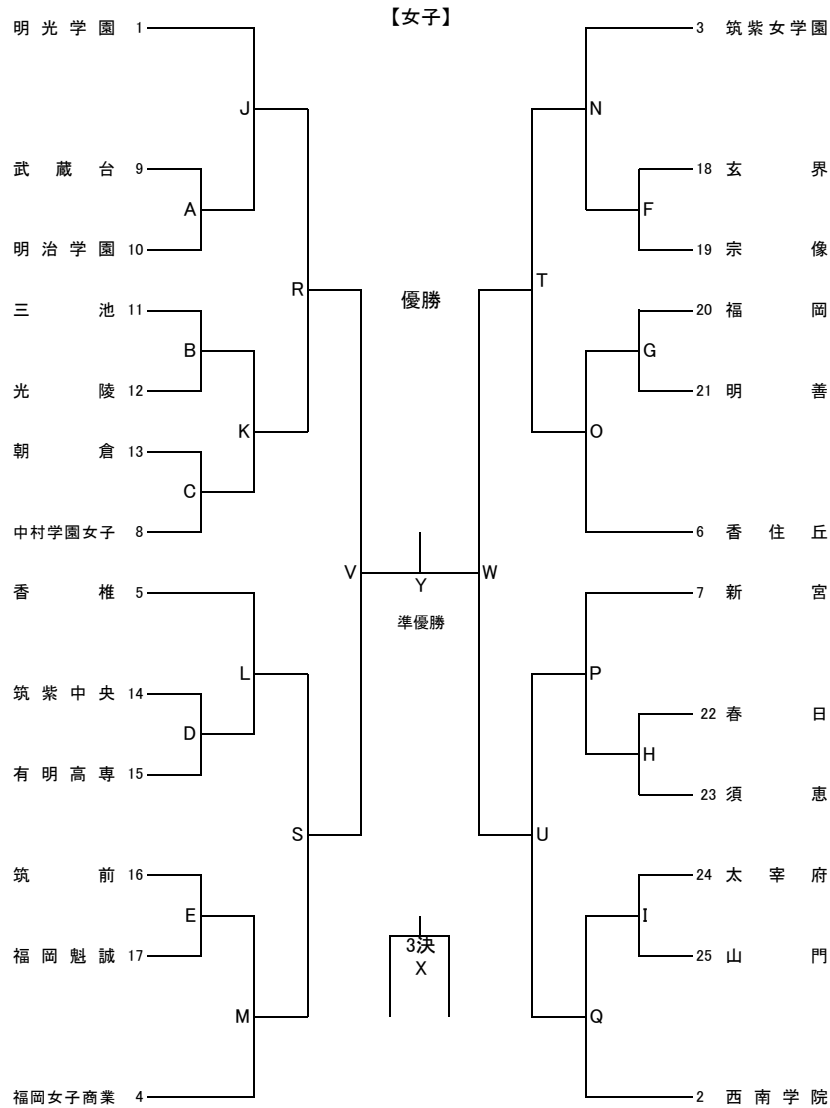 【女子】
明光学園 1
3 筑紫女学園
J
N
武蔵台 9
18 玄界
A
F
明治学園 10
19 宗像
T
R
優勝
三池 11
20 福岡
B
G
光陵 12
21 明善
K
O
朝倉 13
C
中村学園女子 8
6 香住丘
V
Y
W
香椎 5
7 新宮
準優勝
L
P
筑紫中央 14
22 春日
D
H
有明高専 15
23 須恵
S
U
筑前 16
24 太宰府
E
I
3決
福岡魁誠 17
25 山門
X
M
Q
福岡女子商業 4
2 西南学院